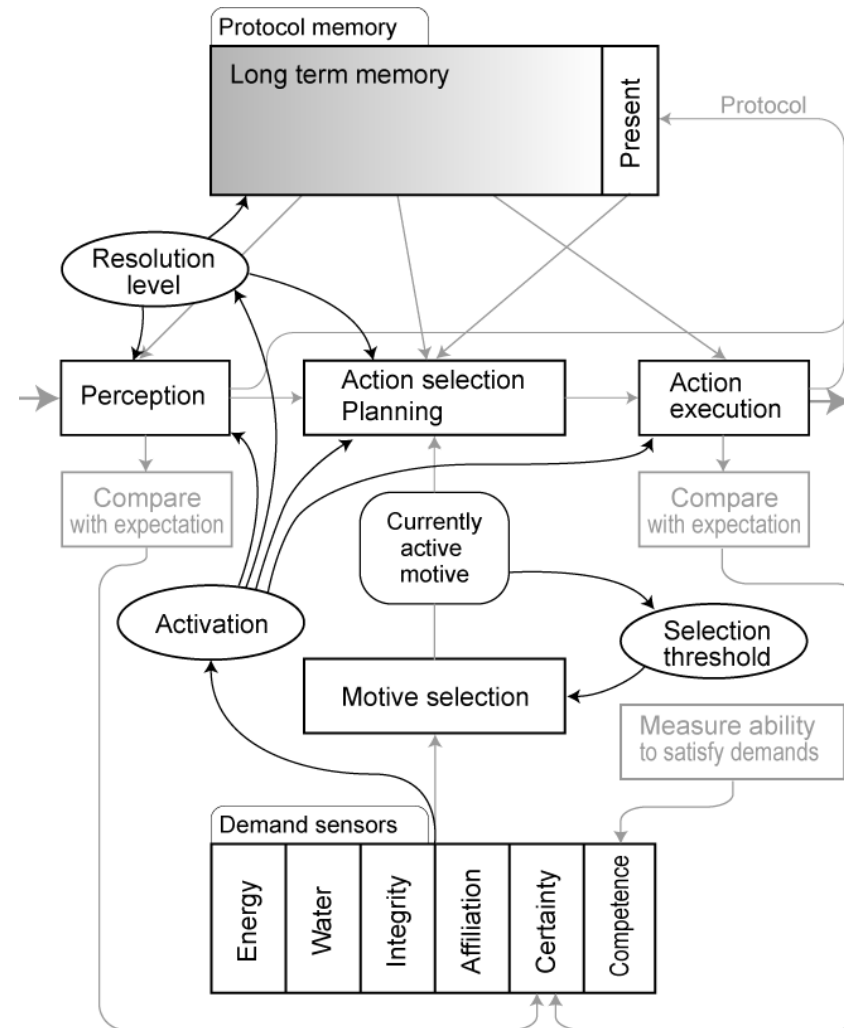 Protocol memory
Long term memory
Present
Protocol
Resolution
level
Perception
Action selection
Planning
Action
execution
Compare
with expectation
Currently
active
motive
Compare
with expectation
Activation
Selection
threshold
Motive selection
Measure ability
to satisfy demands
Demand sensors
Energy
Water
Integrity
Affiliation
Certainty
Competence